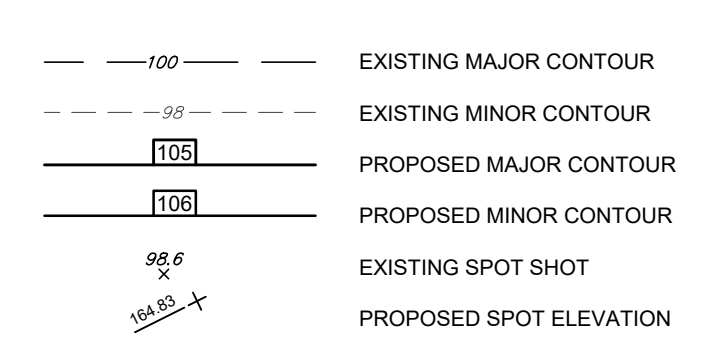 100 EXISTING MAJOR CONTOUR
98 EXISTING MINOR CONTOUR
105 PROPOSED MAJOR CONTOUR
106 PROPOSED MINOR CONTOUR
98.6 EXISTING SPOT SHOT
164.83 PROPOSED SPOT ELEVATION